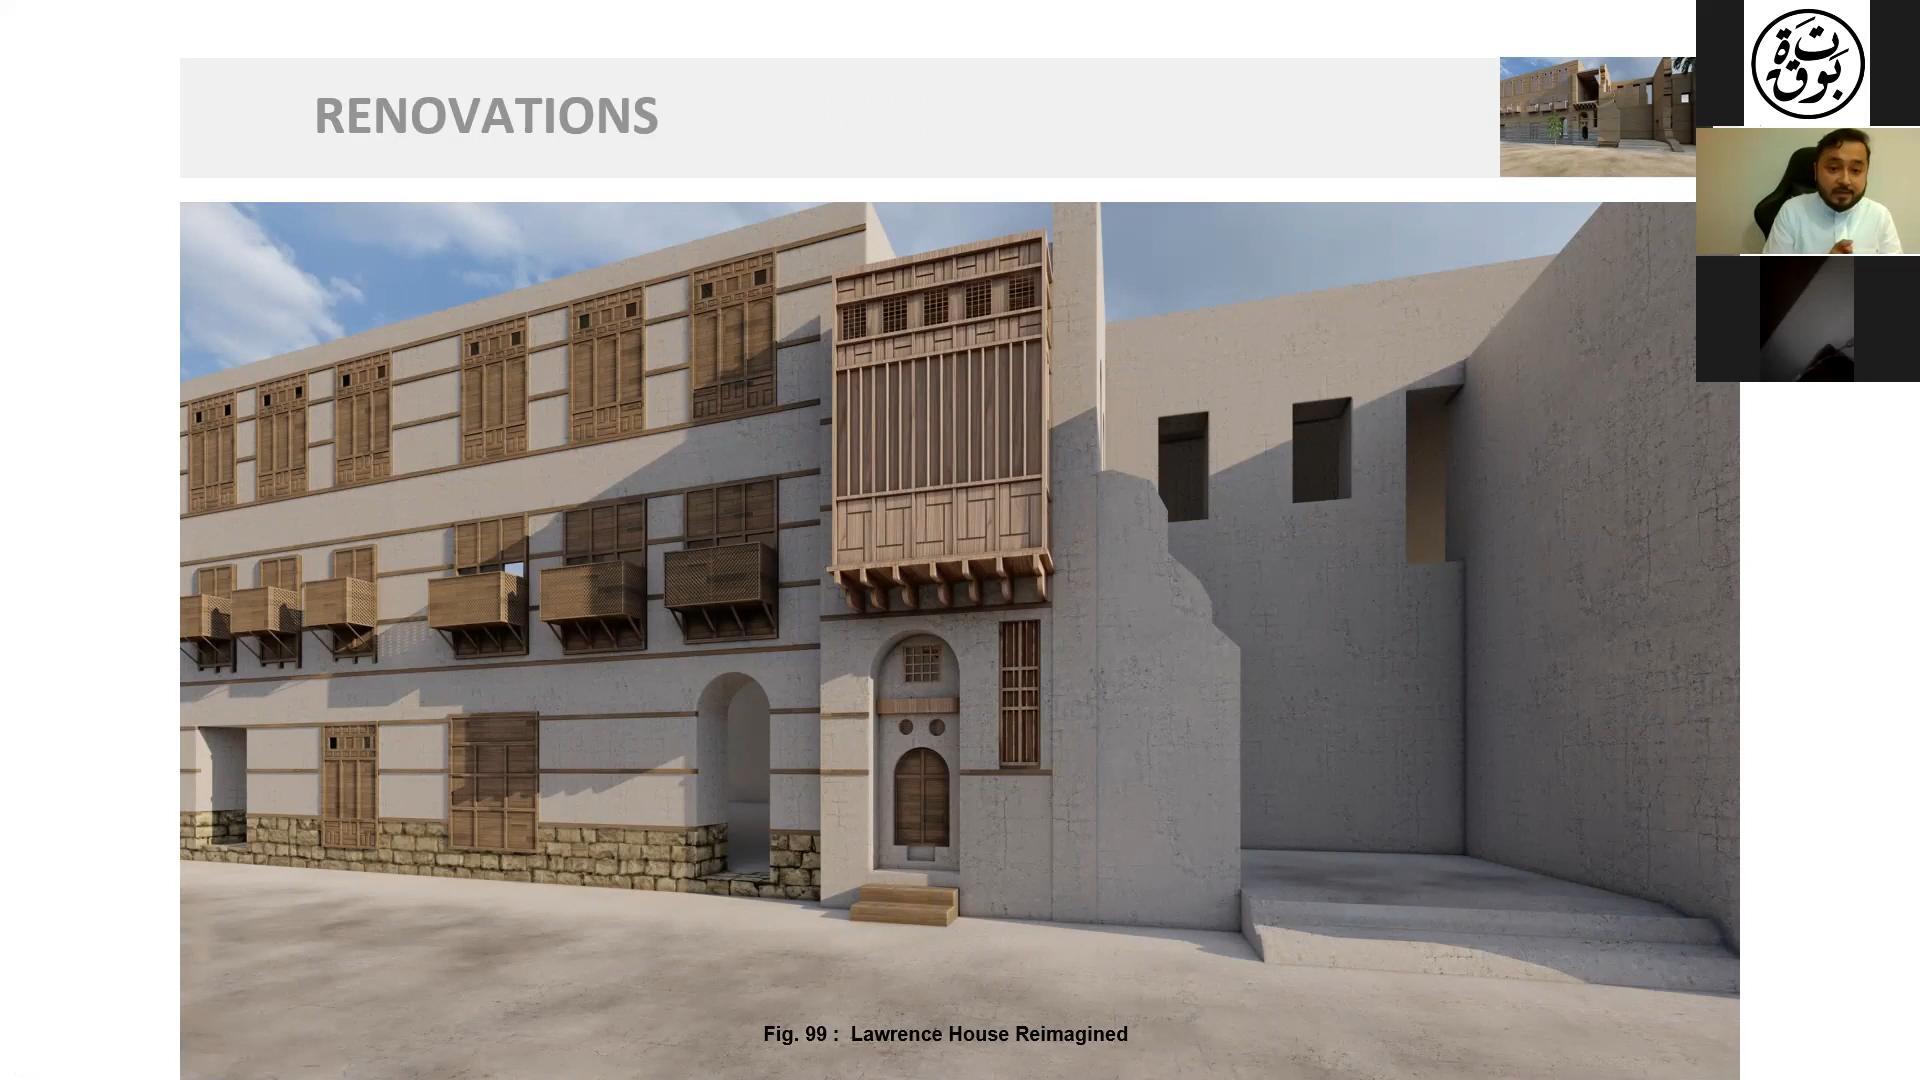 RENOVATIONS
بوتقة
Fig. 99 : Lawrence House Reimagined